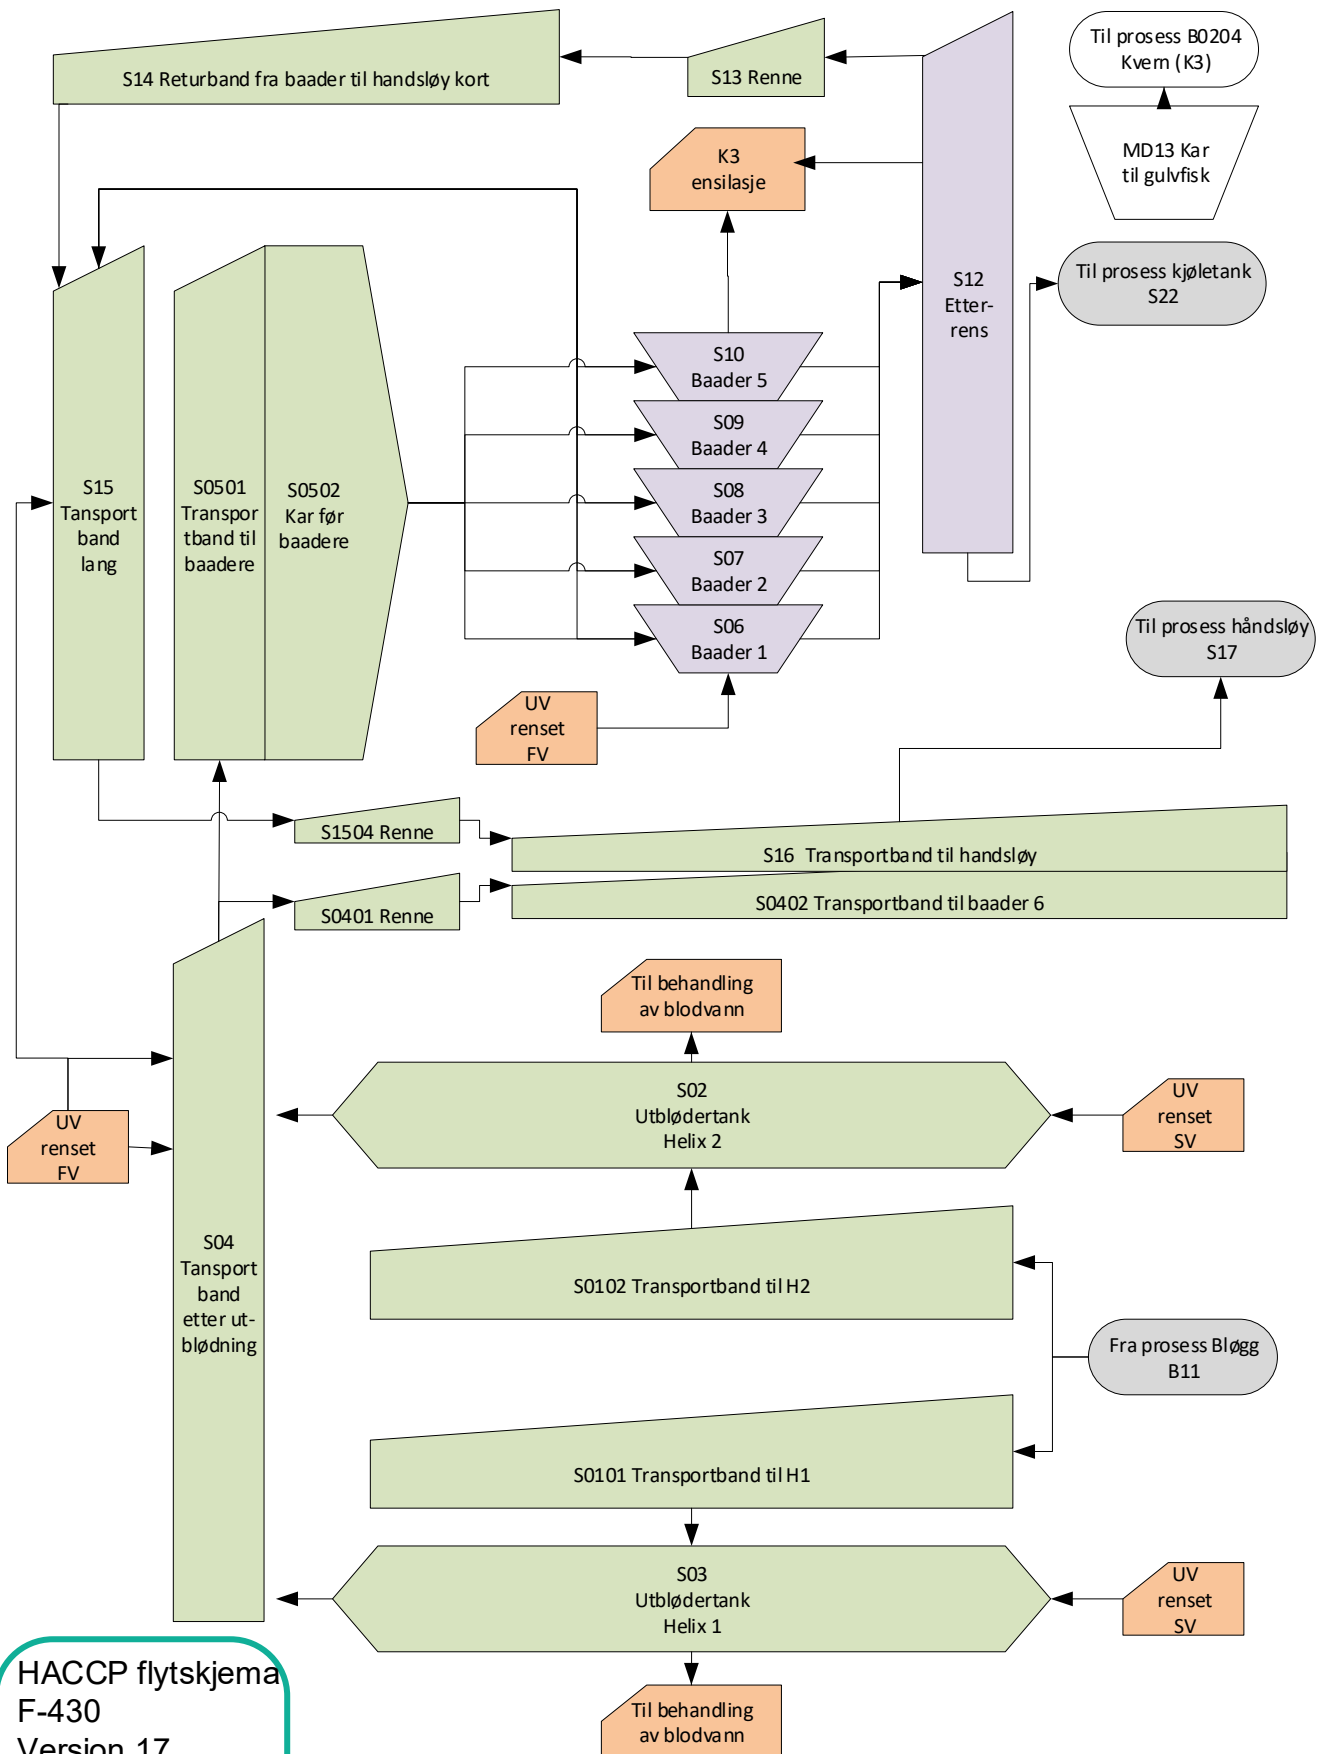 Til prosess B0204
Kvern (K3)
S14 Returband fra baader til handsløy kort
S13 Renne
K3
ensilasje
MD13 Kar
til gulvfisk
Til prosess kjøletank
S22
S12
Etter-
rens
S10
Baader 5
S09
Baader 4
S08
Baader 3
S07
Baader 2
S06
Baader 1
S15
Tansport
band
lang
S0501
Transpor
tband til
baadere
S0502
Kar før
baadere
Til prosess håndsløy
S17
UV
renset
FV
S1504 Renne
S16 Transportband til handsløy
S0401 Renne
S0402 Transportband til baader 6
Til behandling
av blodvann
S02
Utblødertank
Helix 2
UV
renset
SV
UV
renset
FV
S04
Tansport
band
etter ut-
blødning
S0102 Transportband til H2
Fra prosess Bløgg
B11
S0101 Transportband til H1
S03
Utblødertank
Helix 1
UV
renset
SV
Til behandling
av blodvann
HACCP flytskjema
F-430
Version 17